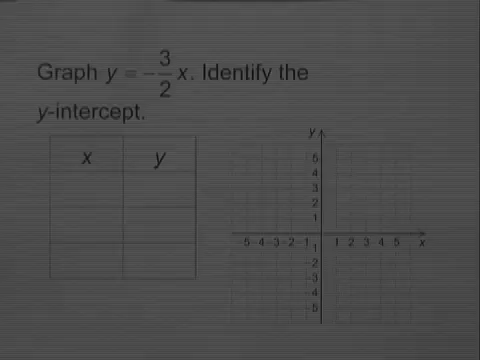 Graph y = -3/2 x. Identify the
y-intercept.
x y
y
5
4
3
2
1
-5 -4 -3 -2 -1 1 2 3 4 5 x
-1
-2
-3
-4
-5